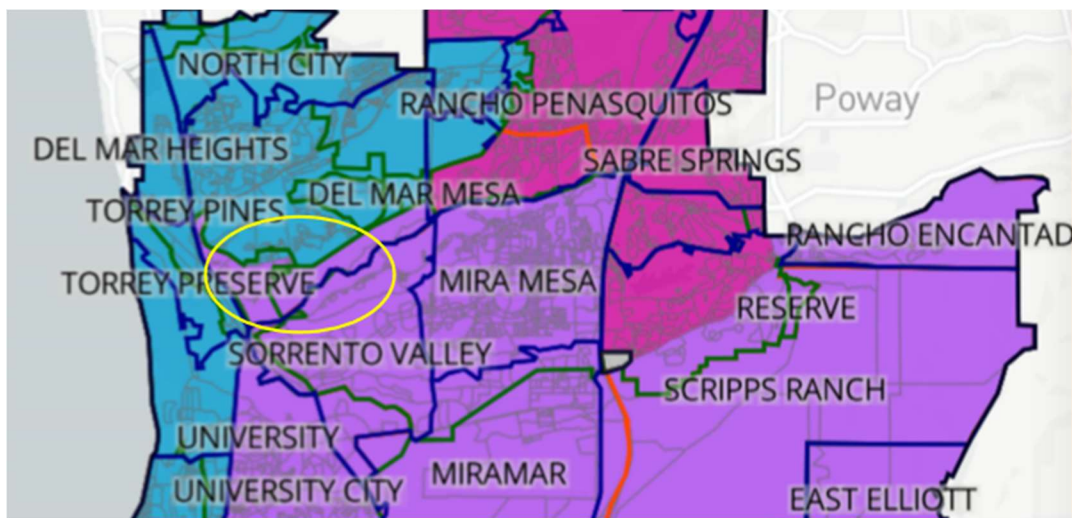 NORTH CITY
Poway
RANCHO PENASQUITOS
DEL MAR HEIGHTS
SABRE SPRINGS
DEL MAR MESA
TORREY PINES
RANCHO ENCANTAD
TORREY PRESERVE
MIRA MESA
RESERVE
SORRENTO VALLEY
SCRIPPS RANCH
UNIVERSITY
MIRAMAR
UNIVERSITY CITY
EAST ELLIOTT